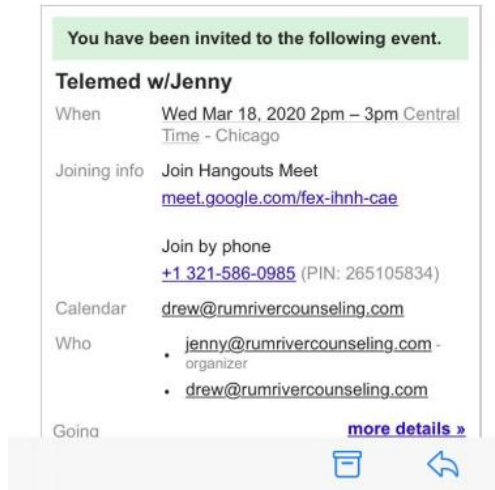 You have been invited to the following event.
Telemed w/Jenny
When Wed Mar 18, 2020 2pm – 3pm Central
Time - Chicago
Joining info Join Hangouts Meet
meet.google.com/fex-ihnh-cae
Join by phone
+1 321-586-0985 (PIN: 265105834)
Calendar drew@rumrivercounseling.com
Who • jenny@rumrivercounseling.com -
organizer
• drew@rumrivercounseling.com
Going more details »